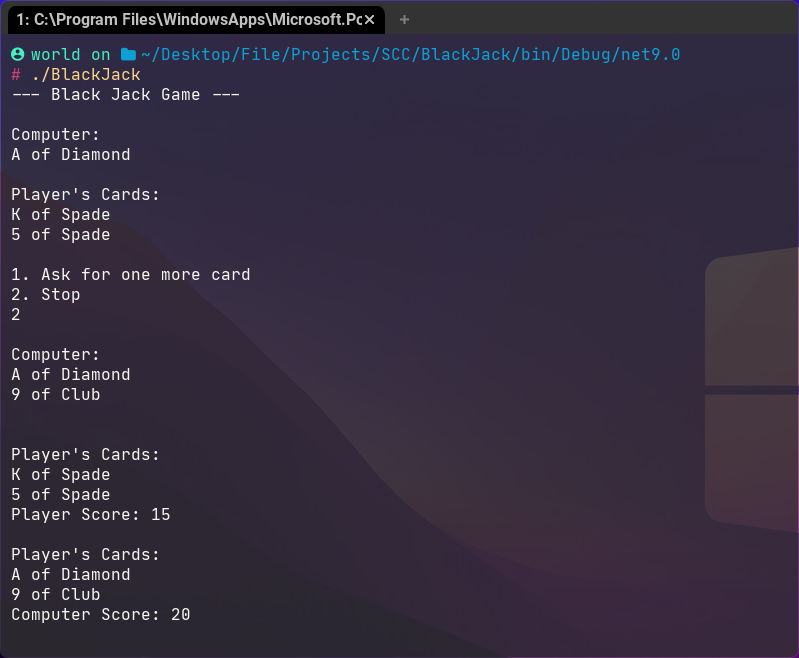 1: C:\Program Files\WindowsApps\Microsoft.Pc
world on ~/Desktop/File/Projects/SCC/BlackJack/bin/Debug/net9.0
# ./BlackJack
--- Black Jack Game ---
Computer:
A of Diamond
Player's Cards:
K of Spade
5 of Spade
1. Ask for one more card
2. Stop
2
Computer:
A of Diamond
9 of Club
Player's Cards:
K of Spade
5 of Spade
Player Score: 15
Player's Cards:
A of Diamond
9 of Club
Computer Score: 20